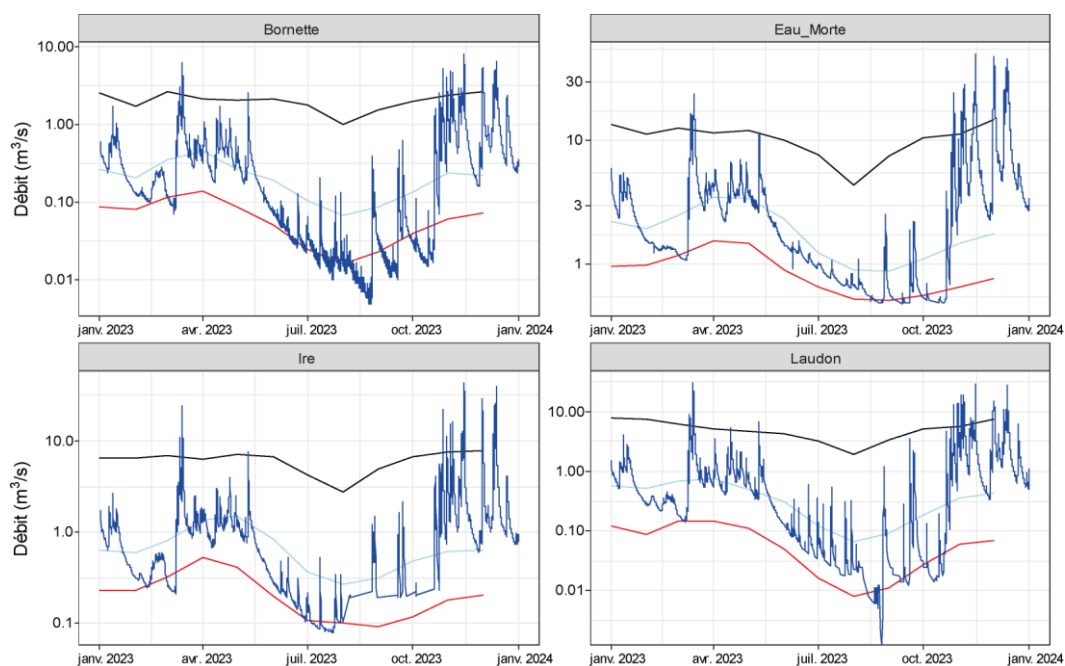 Bornette
Eau_Morte
Débit (m³/s)
10.00
1.00
0.10
0.01
30
10
3
1
janv. 2023 avr. 2023 juil. 2023 oct. 2023 janv. 2024
janv. 2023 avr. 2023 juil. 2023 oct. 2023 janv. 2024
Ire
Laudon
Débit (m³/s)
10.0
1.0
0.1
10.00
1.00
0.10
0.01
janv. 2023 avr. 2023 juil. 2023 oct. 2023 janv. 2024
janv. 2023 avr. 2023 juil. 2023 oct. 2023 janv. 2024